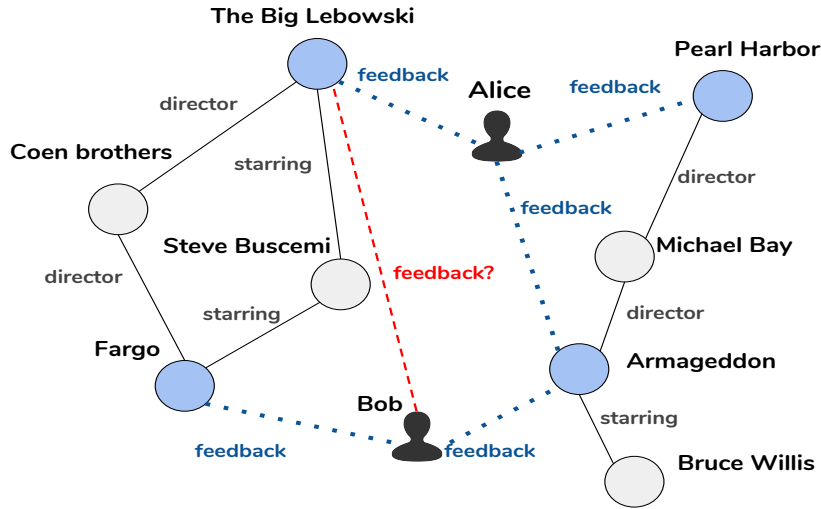 The Big Lebowski
Pearl Harbor
feedback
Alice
feedback
director
Coen brothers
starring
director
feedback
Steve Buscemi
Michael Bay
feedback?
director
starring
director
Fargo
Armageddon
Bob
starring
feedback
feedback
Bruce Willis